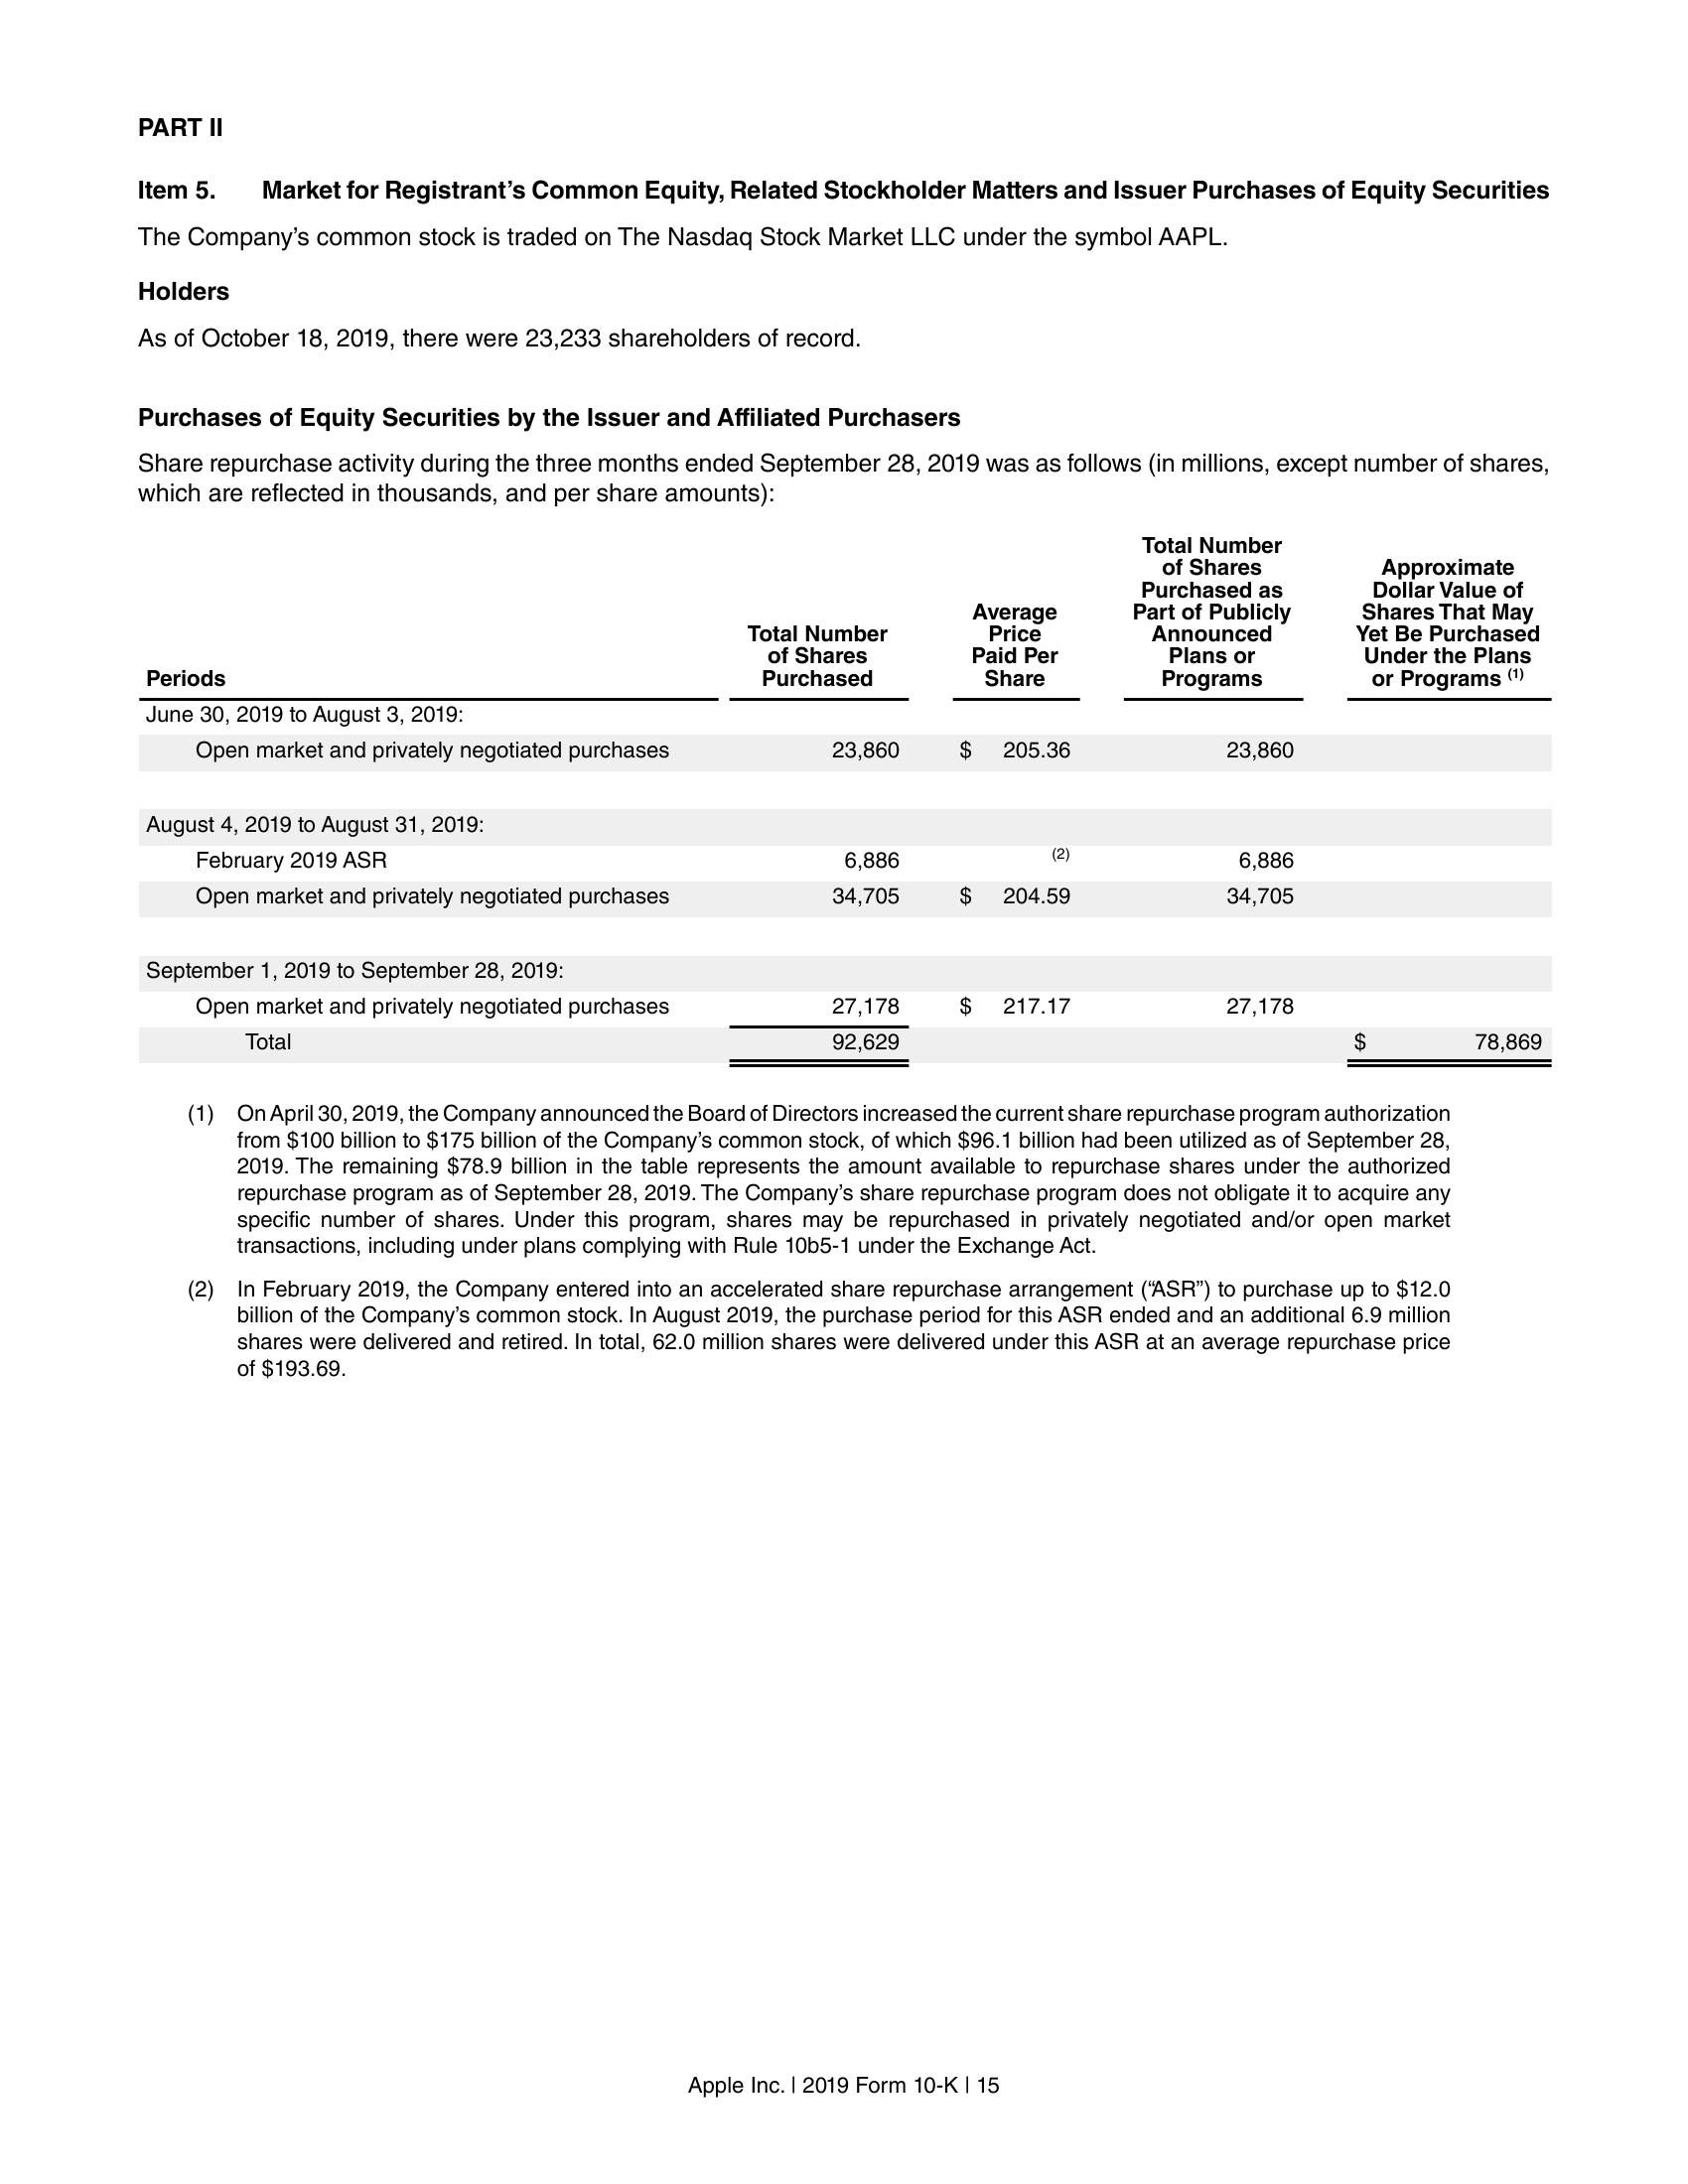 PART II
Item 5. Market for Registrant’s Common Equity, Related Stockholder Matters and Issuer Purchases of Equity Securities
The Company’s common stock is traded on The Nasdaq Stock Market LLC under the symbol AAPL.
Holders
As of October 18, 2019, there were 23,233 shareholders of record.
Purchases of Equity Securities by the Issuer and Affiliated Purchasers
Share repurchase activity during the three months ended September 28, 2019 was as follows (in millions, except number of shares,
which are reflected in thousands, and per share amounts):
Periods
Total Number
of Shares
Purchased
Average
Price
Paid Per
Share
Total Number
of Shares
Purchased as
Part of Publicly
Announced
Plans or
Programs
Approximate
Dollar Value of
Shares That May
Yet Be Purchased
Under the Plans
or Programs (1)
June 30, 2019 to August 3, 2019:
Open market and privately negotiated purchases 23,860 $ 205.36 23,860
August 4, 2019 to August 31, 2019:
February 2019 ASR 6,886 (2) 6,886
Open market and privately negotiated purchases 34,705 $ 204.59 34,705
September 1, 2019 to September 28, 2019:
Open market and privately negotiated purchases 27,178 $ 217.17 27,178
Total 92,629 $ 78,869
(1) On April 30, 2019, the Company announced the Board of Directors increased the current share repurchase program authorization
from $100 billion to $175 billion of the Company’s common stock, of which $96.1 billion had been utilized as of September 28,
2019. The remaining $78.9 billion in the table represents the amount available to repurchase shares under the authorized
repurchase program as of September 28, 2019. The Company’s share repurchase program does not obligate it to acquire any
specific number of shares. Under this program, shares may be repurchased in privately negotiated and/or open market
transactions, including under plans complying with Rule 10b5-1 under the Exchange Act.
(2) In February 2019, the Company entered into an accelerated share repurchase arrangement (“ASR”) to purchase up to $12.0
billion of the Company’s common stock. In August 2019, the purchase period for this ASR ended and an additional 6.9 million
shares were delivered and retired. In total, 62.0 million shares were delivered under this ASR at an average repurchase price
of $193.69.
Apple Inc. | 2019 Form 10-K | 15